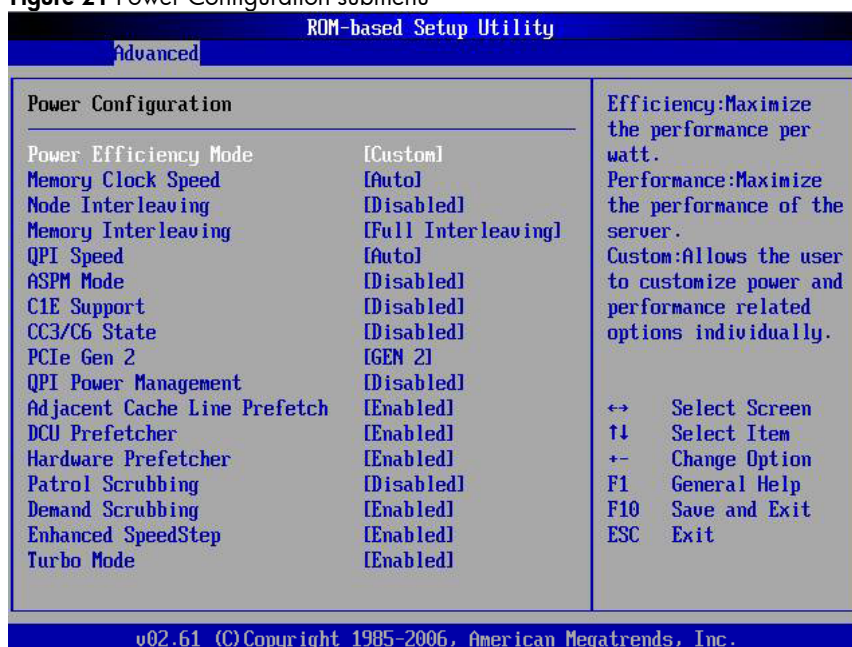 Figure 21 Power Configuration submenu
ROM-based Setup Utility
Advanced
Power Configuration
Power Efficiency Mode [Custom]
Memory Clock Speed [Auto]
Node Interleaving [Disabled]
Memory Interleaving [Full Interleaving]
QPI Speed [Auto]
ASPM Mode [Disabled]
C1E Support [Disabled]
CC3/C6 State [Disabled]
PCIe Gen 2 [GEN 2]
QPI Power Management [Disabled]
Adjacent Cache Line Prefetch [Enabled]
DCU Prefetcher [Enabled]
Hardware Prefetcher [Enabled]
Patrol Scrubbing [Disabled]
Demand Scrubbing [Enabled]
Enhanced SpeedStep [Enabled]
Turbo Mode [Enabled]
Efficiency:Maximize
the performance per
watt.
Performance:Maximize
the performance of the
server.
Custom:Allows the user
to customize power and
performance related
options individually.
↔ Select Screen
↑↓ Select Item
+- Change Option
F1 General Help
F10 Save and Exit
ESC Exit
v02.61 (C)Copyright 1985-2006, American Megatrends, Inc.